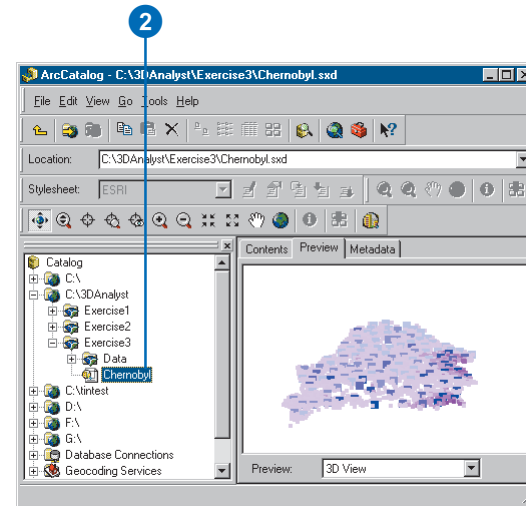 2
ArcCatalog - C:\3DAnalyst\Exercise3\Chernobyl.sxd
File Edit View Go Tools Help
Location: C:\3DAnalyst\Exercise3\Chernobyl.sxd
Stylesheet: ESRI
Contents Preview Metadata
Catalog
C:\
C:\3DAnalyst
Exercise1
Exercise2
Exercise3
Data
Chernobyl
C:\tintest
D:\
F:\
G:\
Database Connections
Geocoding Services
Preview: 3D View